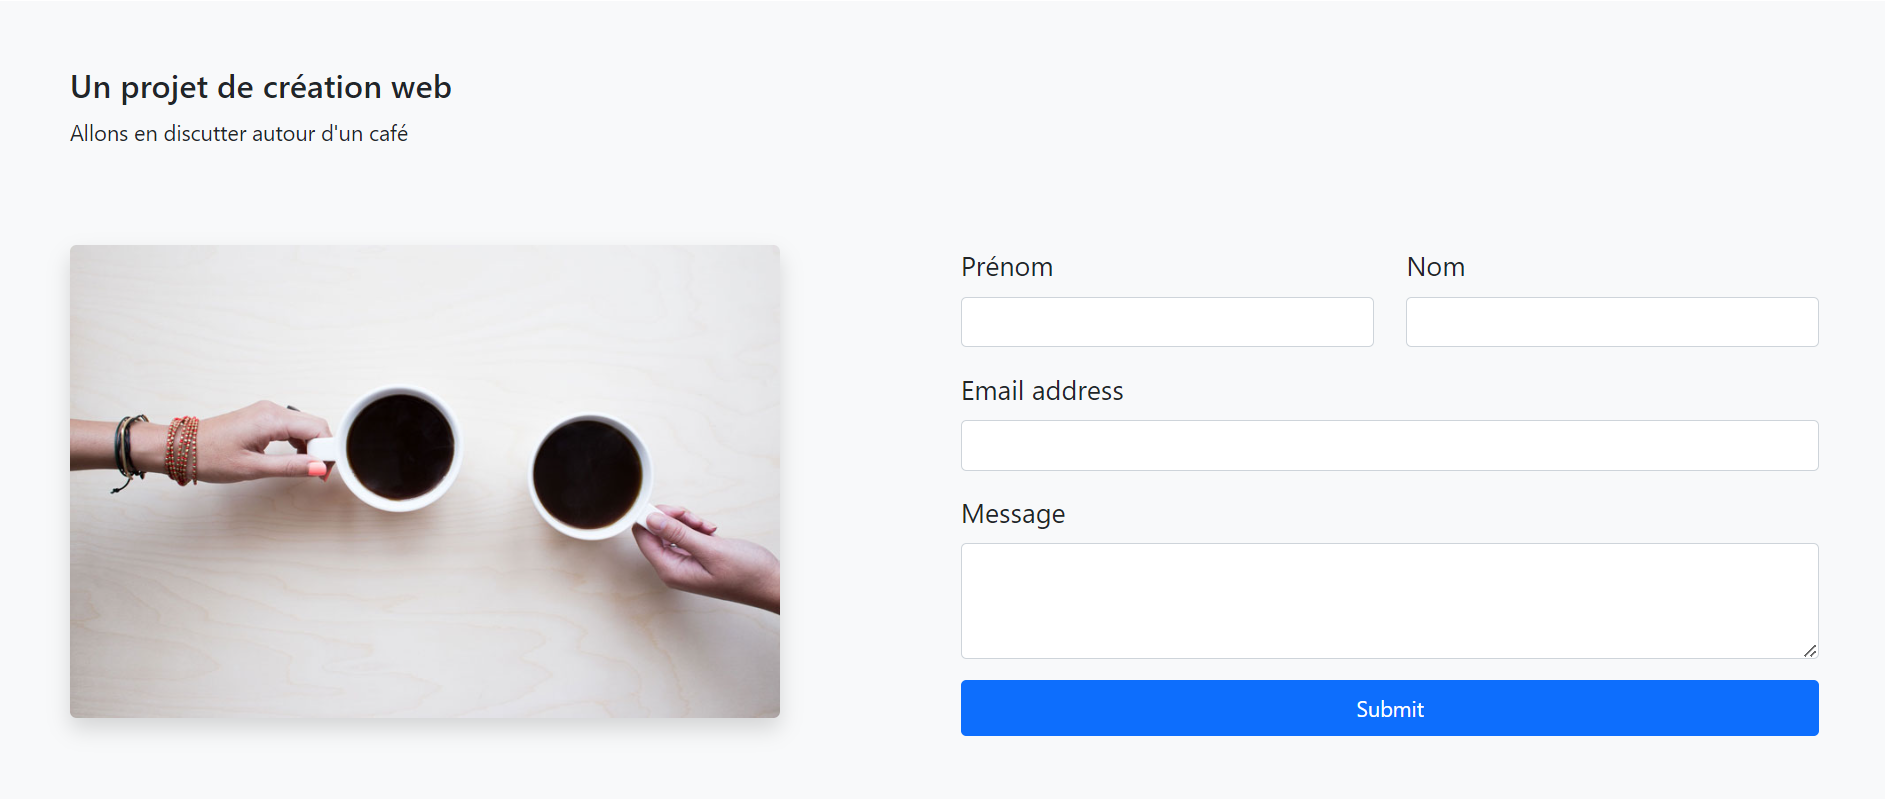 Un projet de création web
Allons en discutter autour d'un café
Prénom
Nom
Email address
Message
Submit